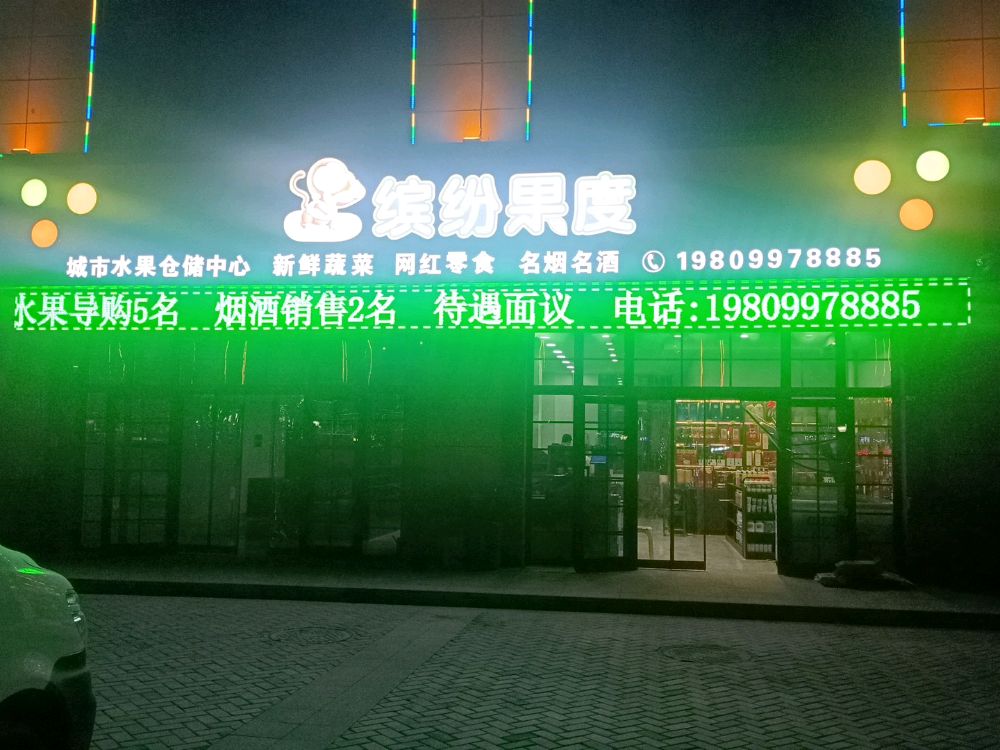 缤纷果度
城市水果仓储中心 新鲜蔬菜 网红零食 名烟名酒 19809978885
水果导购5名 烟酒销售2名 待遇面议 电话:19809978885